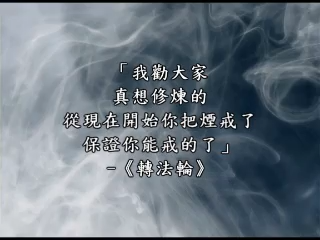 「我勸大家
真想修煉的
從現在開始你把煙戒了
保證你能戒的了」
-《轉法輪》